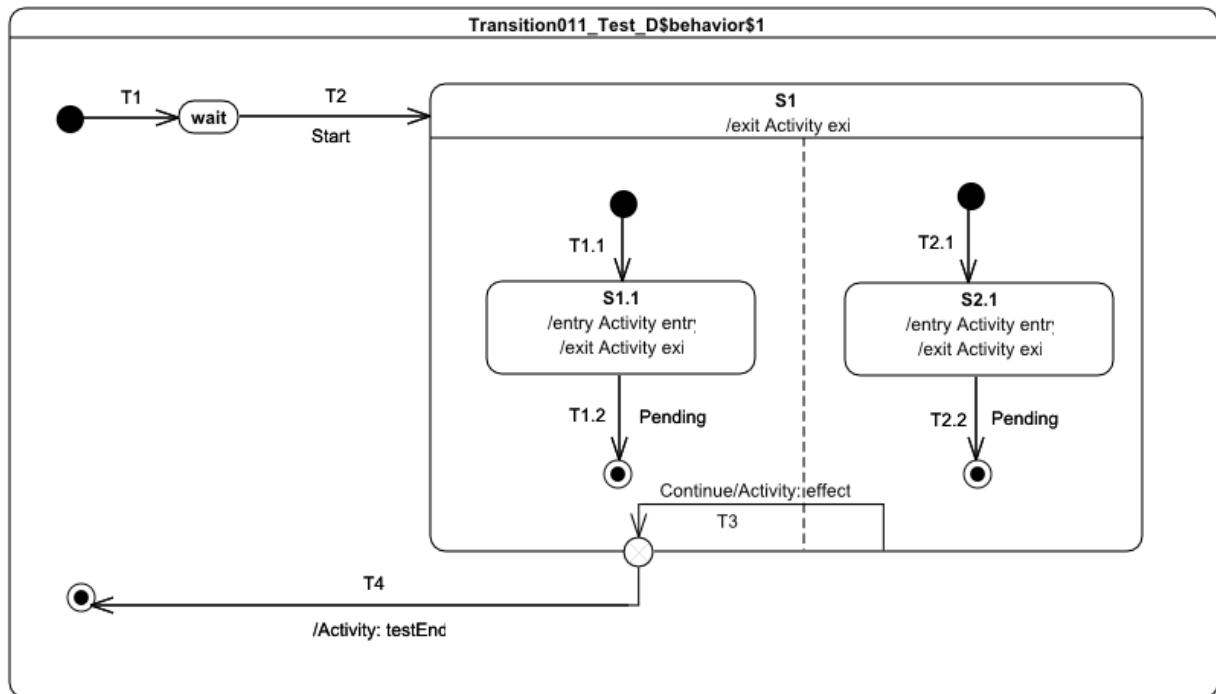 Transition011_Test_D$behavior$1
T1
T2
Start
wait
S1
/exit Activity exi
T1.1
T2.1
S1.1
/entry Activity entry
/exit Activity exi
S2.1
/entry Activity entry
/exit Activity exi
T1.2 Pending
T2.2 Pending
Continue/Activity: effect
T3
T4
/Activity: testEnd